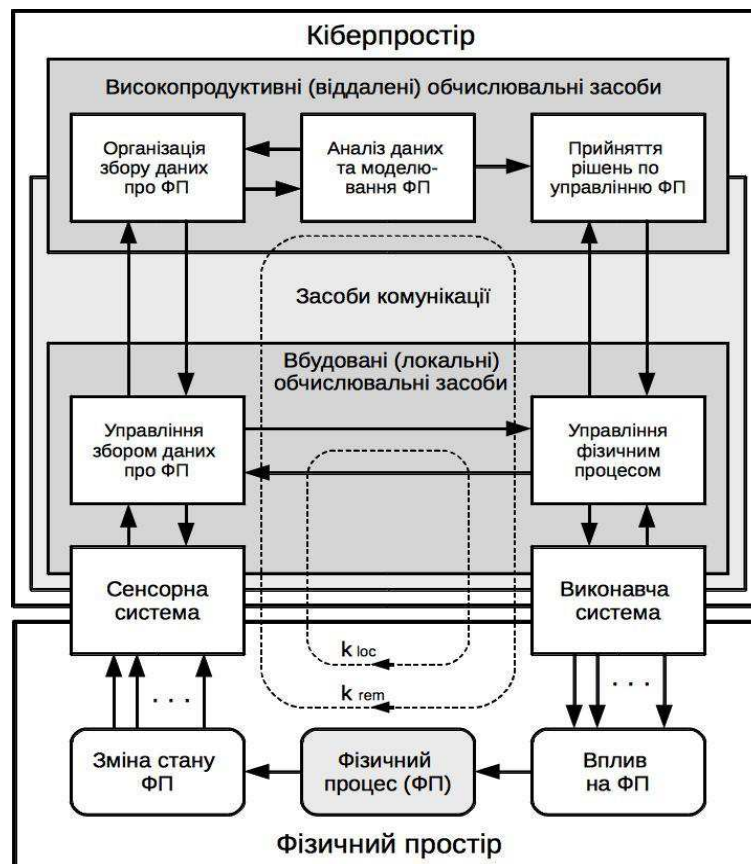 Кіберпростір
Високопродуктивні (віддалені) обчислювальні засоби
Організація
збору даних
про ФП
Аналіз даних
та моделю-
вання ФП
Прийняття
рішень по
управлінню ФП
Засоби комунікації
Вбудовані (локальні)
обчислювальні засоби
Управління
збором даних
про ФП
Управління
фізичним
процесом
Сенсорна
система
Виконавча
система
k loc
k rem
. . .
. . .
Зміна стану
ФП
Фізичний
процес (ФП)
Вплив
на ФП
Фізичний простір